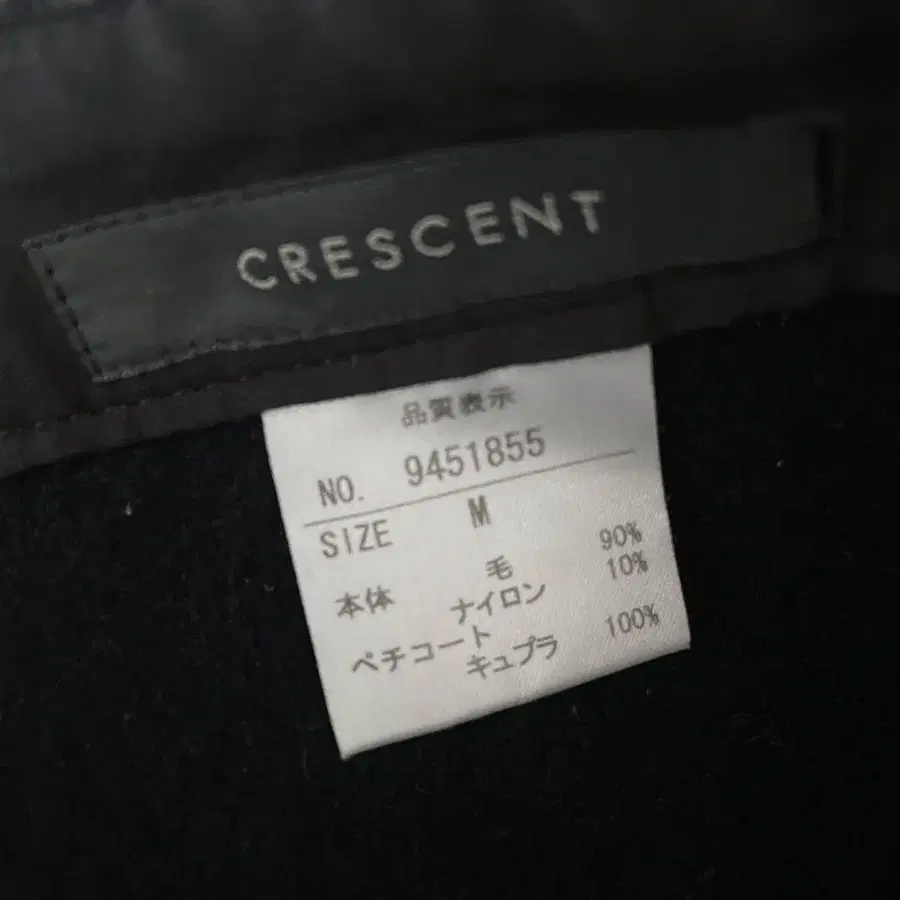 CRESCENT
品質表示
NO. 9451855
SIZE M
本体 毛 90%
ナイロン 10%
ペチコート
キュプラ 100%